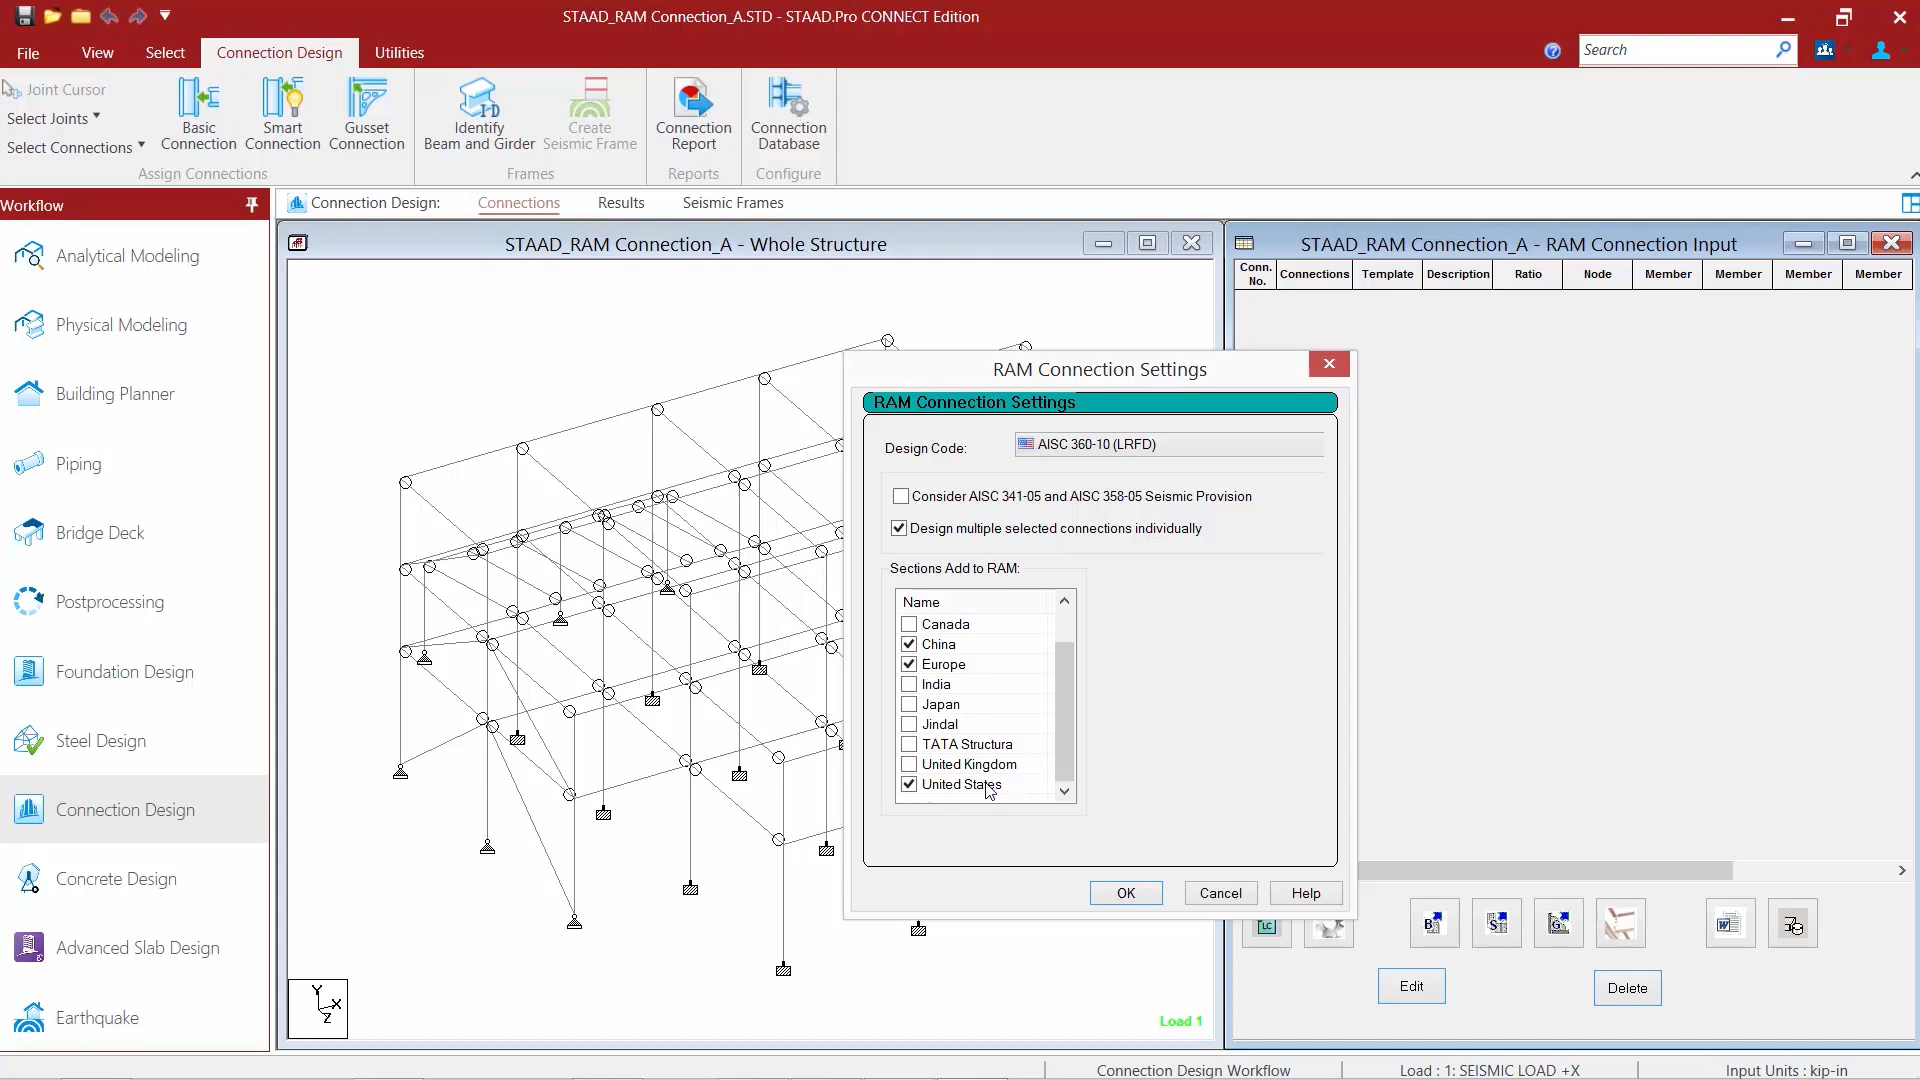 STAAD_RAM Connection_A.STD - STAAD.Pro CONNECT Edition
File
View
Select
Connection Design
Utilities
Search
Joint Cursor
Select Joints
Select Connections
Basic
Connection
Smart
Connection
Gusset
Connection
Assign Connections
Identify
Beam and Girder
Create
Seismic Frame
Frames
Connection
Report
Reports
Connection
Database
Configure
Workflow
Analytical Modeling
Physical Modeling
Building Planner
Piping
Bridge Deck
Postprocessing
Foundation Design
Steel Design
Connection Design
Concrete Design
Advanced Slab Design
Earthquake
Connection Design:
Connections
Results
Seismic Frames
STAAD_RAM Connection_A - Whole Structure
Y
X
Z
Load 1
STAAD_RAM Connection_A - RAM Connection Input
Conn. No.
Connections
Template
Description
Ratio
Node
Member
Member
Member
Member
RAM Connection Settings
RAM Connection Settings
Design Code:
AISC 360-10 (LRFD)
Consider AISC 341-05 and AISC 358-05 Seismic Provision
Design multiple selected connections individually
Sections Add to RAM:
Name
Canada
China
Europe
India
Japan
Jindal
TATA Structura
United Kingdom
United States
OK
Cancel
Help
LC
B
S
G
W
Edit
Delete
Connection Design Workflow
Load : 1: SEISMIC LOAD +X
Input Units : kip-in